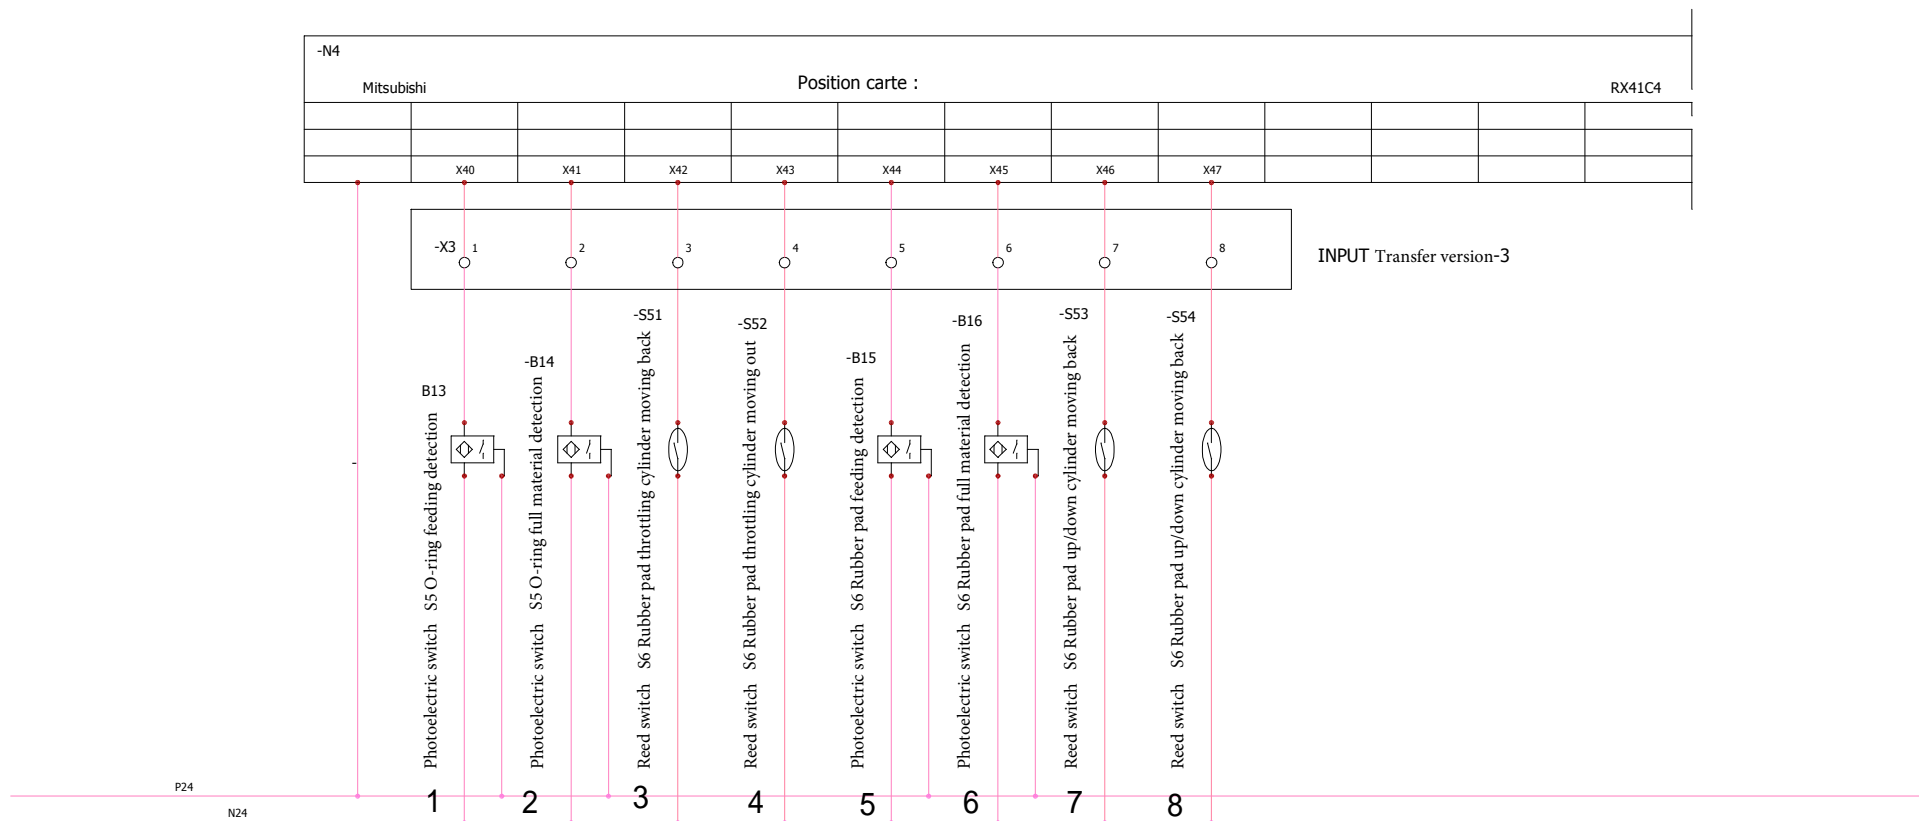 -N4
Mitsubishi
Position carte :
RX41C4
X40
X41
X42
X43
X44
X45
X46
X47
-X3
1
2
3
4
5
6
7
8
INPUT Transfer version-3
B13
Photoelectric switch S5 O-ring feeding detection
-B14
Photoelectric switch S5 O-ring full material detection
-S51
Reed switch S6 Rubber pad throttling cylinder moving back
-S52
Reed switch S6 Rubber pad throttling cylinder moving out
-B15
Photoelectric switch S6 Rubber pad feeding detection
-B16
Photoelectric switch S6 Rubber pad full material detection
-S53
Reed switch S6 Rubber pad up/down cylinder moving back
-S54
Reed switch S6 Rubber pad up/down cylinder moving back
-
P24
N24
1
2
3
4
5
6
7
8